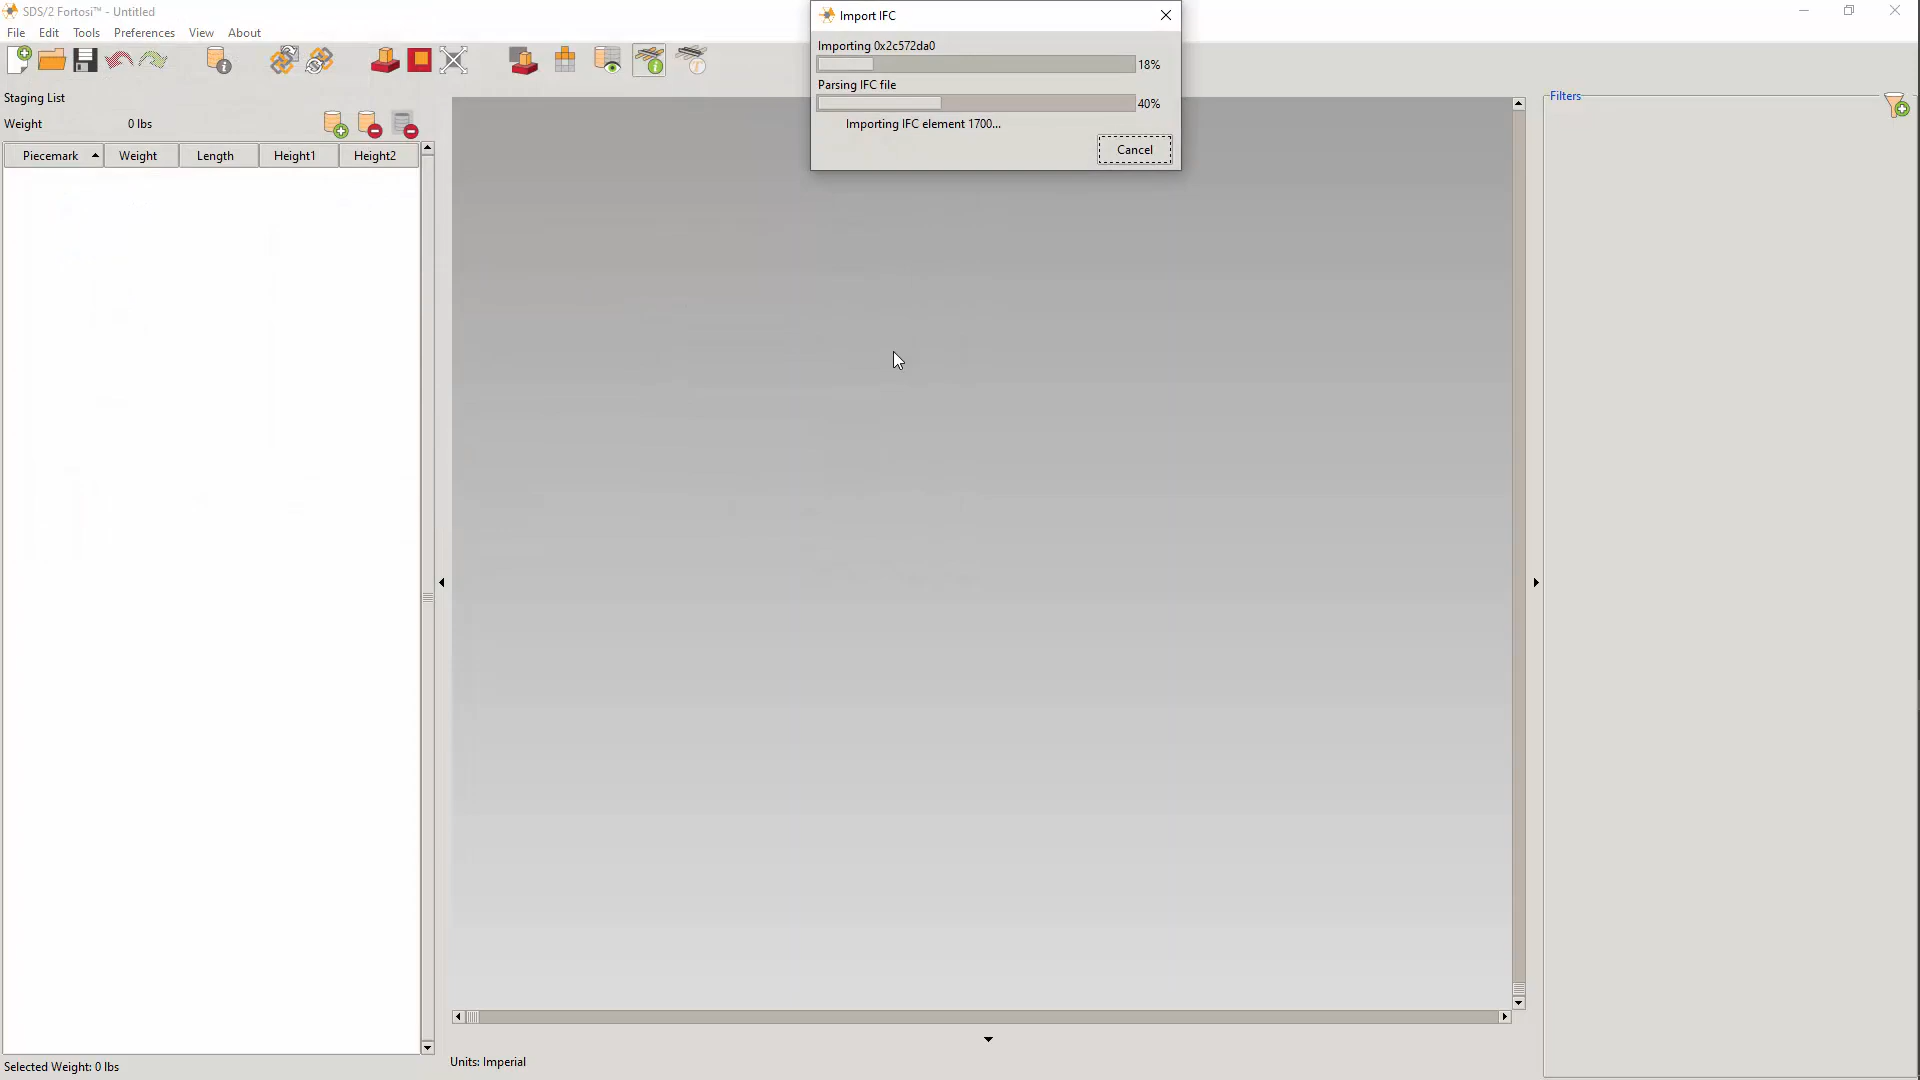 SDS/2 Fortosi™ - Untitled
File Edit Tools Preferences View About
Import IFC
Importing 0x2c572da0
18%
Parsing IFC file
40%
Importing IFC element 1700...
Cancel
Staging List
Weight 0 lbs
Piecemark Weight Length Height1 Height2
Filters
Units: Imperial
Selected Weight: 0 lbs